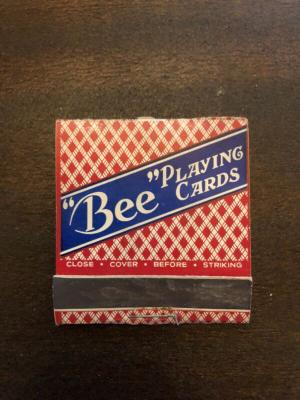 "Bee" PLAYING
CARDS
CLOSE • COVER • BEFORE • STRIKING